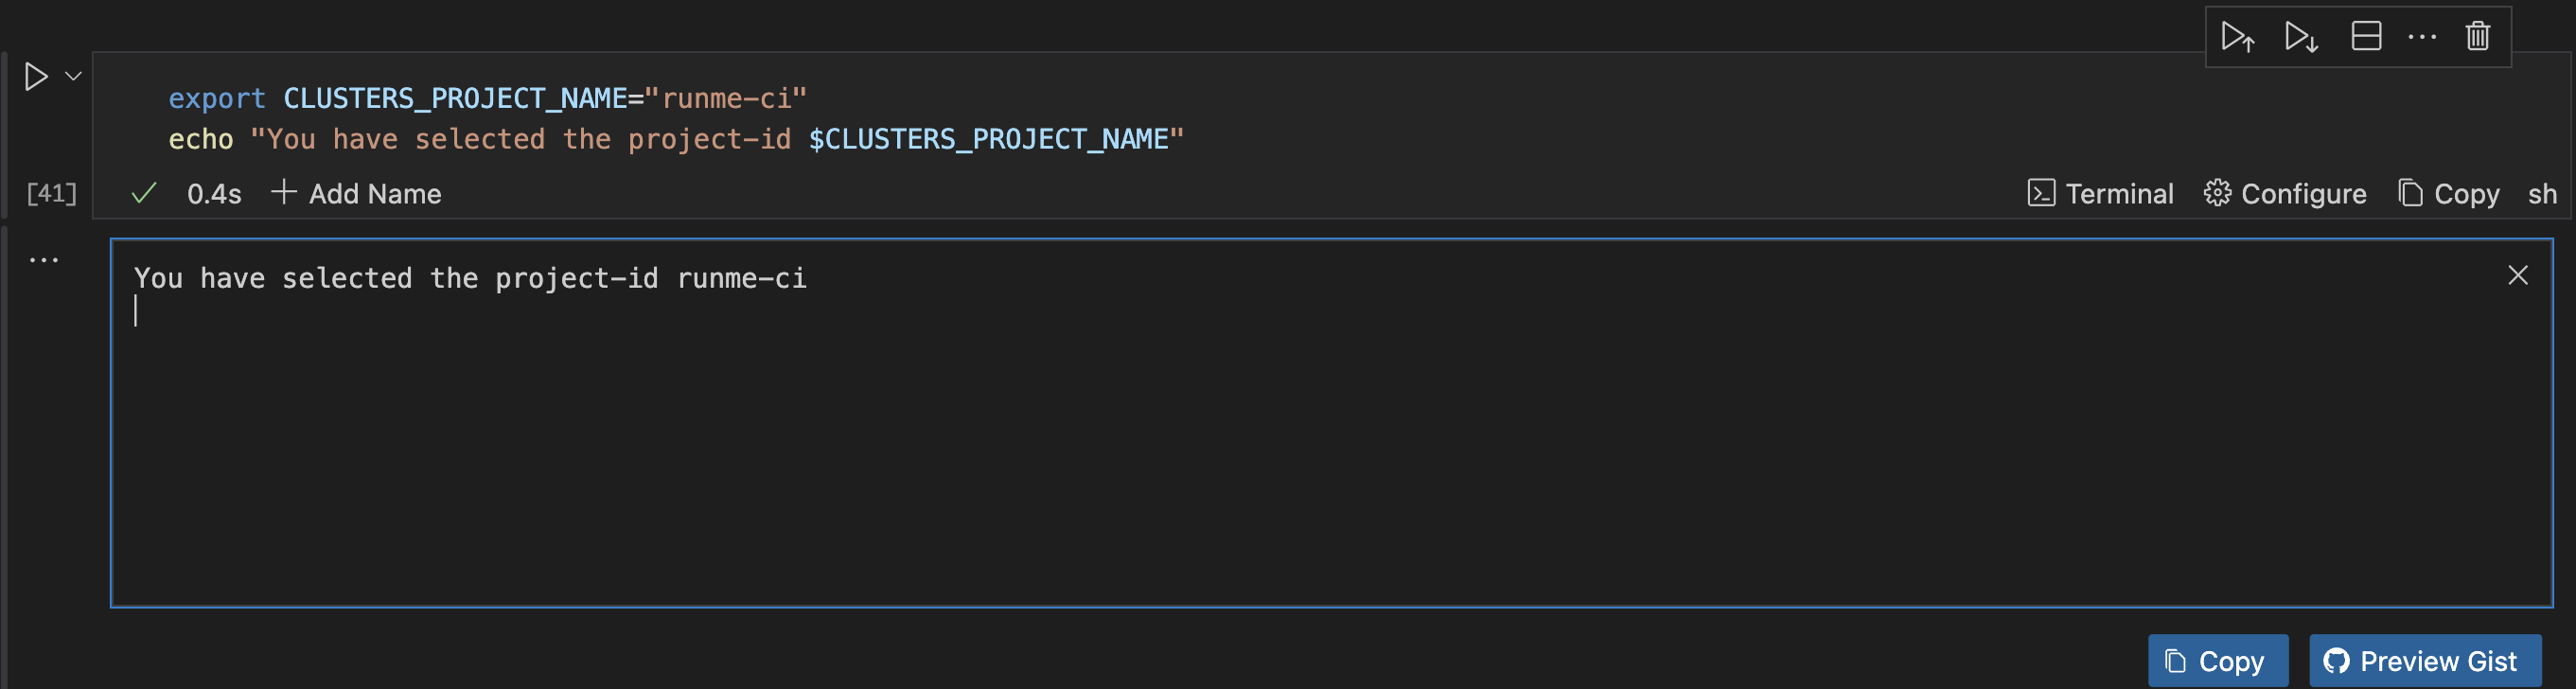 export CLUSTERS_PROJECT_NAME="runme-ci"
echo "You have selected the project-id $CLUSTERS_PROJECT_NAME"
[41] 0.4s Add Name Terminal Configure Copy sh
You have selected the project-id runme-ci
Copy Preview Gist